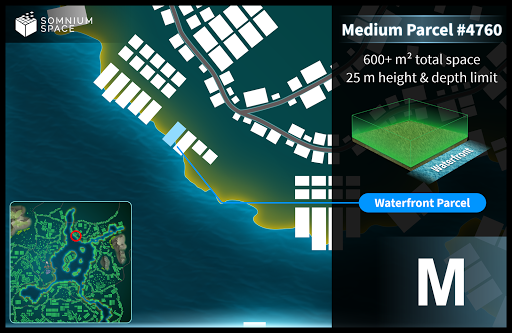 SOMNIUM
SPACE
Medium Parcel #4760
600+ m² total space
25 m height & depth limit
Waterfront
Waterfront Parcel
M